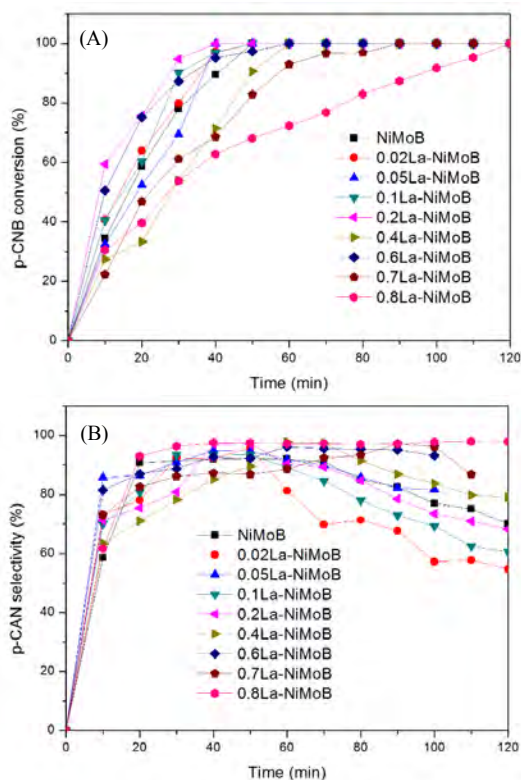 (A)
p-CNB conversion (%)
100
80
60
40
20
0
NiMoB
0.02La-NiMoB
0.05La-NiMoB
0.1La-NiMoB
0.2La-NiMoB
0.4La-NiMoB
0.6La-NiMoB
0.7La-NiMoB
0.8La-NiMoB
0 20 40 60 80 100 120
Time (min)
(B)
p-CAN selectivity (%)
100
80
60
40
20
0
NiMoB
0.02La-NiMoB
0.05La-NiMoB
0.1La-NiMoB
0.2La-NiMoB
0.4La-NiMoB
0.6La-NiMoB
0.7La-NiMoB
0.8La-NiMoB
0 20 40 60 80 100 120
Time (min)